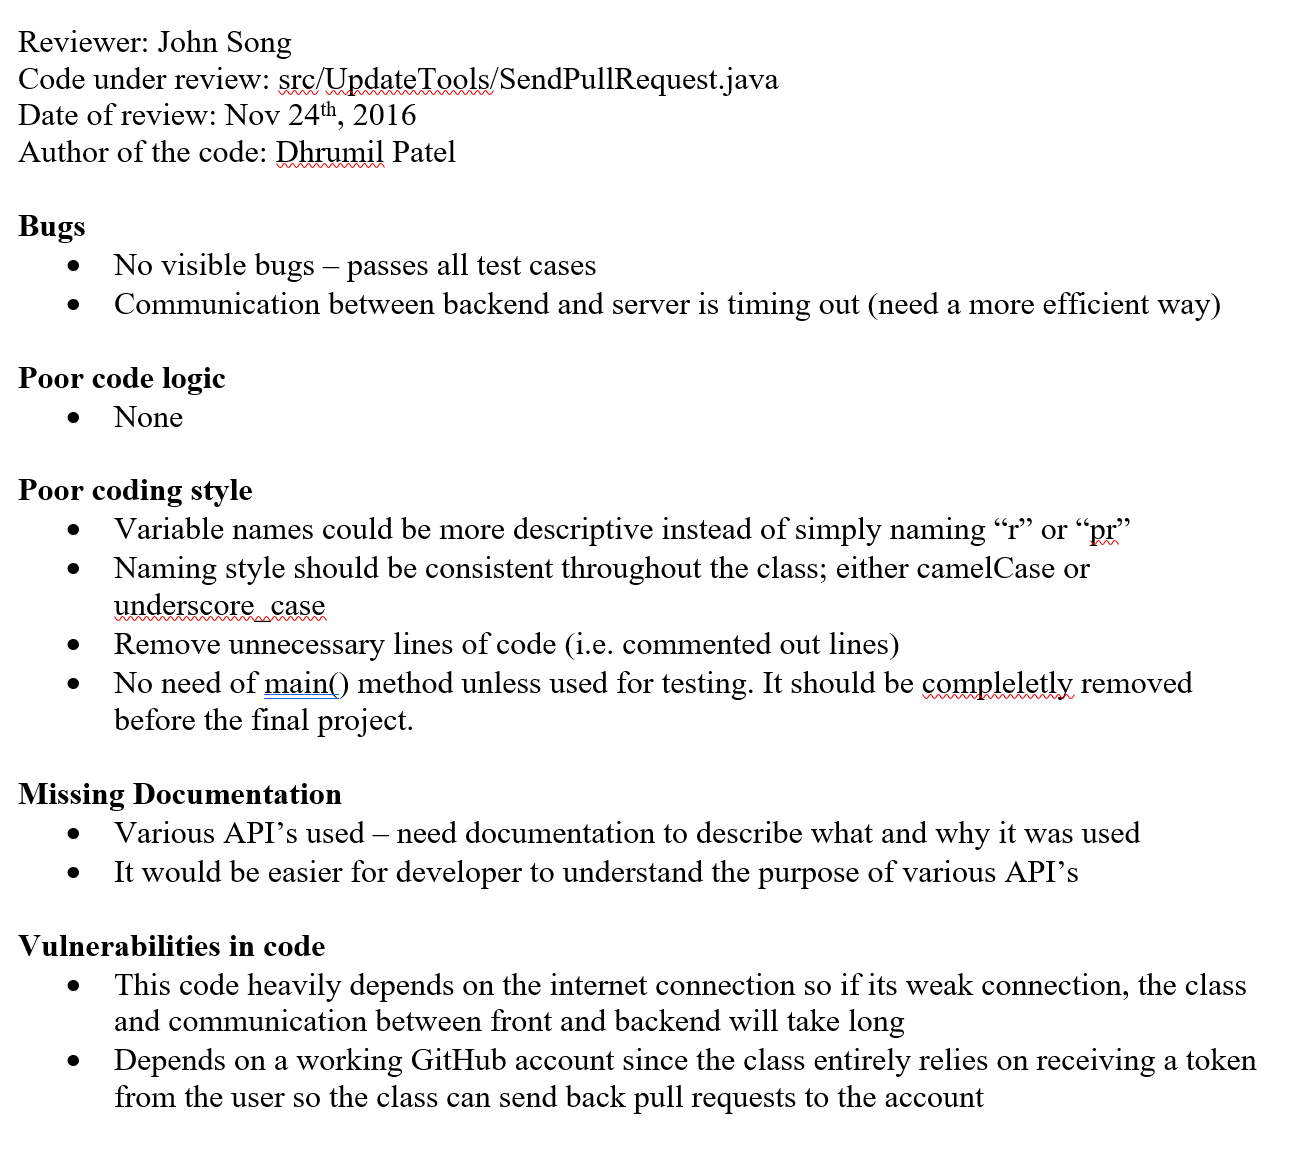 Reviewer: John Song
Code under review: src/UpdateTools/SendPullRequest.java
Date of review: Nov 24th, 2016
Author of the code: Dhrumil Patel
Bugs
• No visible bugs – passes all test cases
• Communication between backend and server is timing out (need a more efficient way)
Poor code logic
• None
Poor coding style
• Variable names could be more descriptive instead of simply naming “r” or “pr”
• Naming style should be consistent throughout the class; either camelCase or
underscore_case
• Remove unnecessary lines of code (i.e. commented out lines)
• No need of main() method unless used for testing. It should be compleletly removed
before the final project.
Missing Documentation
• Various API’s used – need documentation to describe what and why it was used
• It would be easier for developer to understand the purpose of various API’s
Vulnerabilities in code
• This code heavily depends on the internet connection so if its weak connection, the class
and communication between front and backend will take long
• Depends on a working GitHub account since the class entirely relies on receiving a token
from the user so the class can send back pull requests to the account